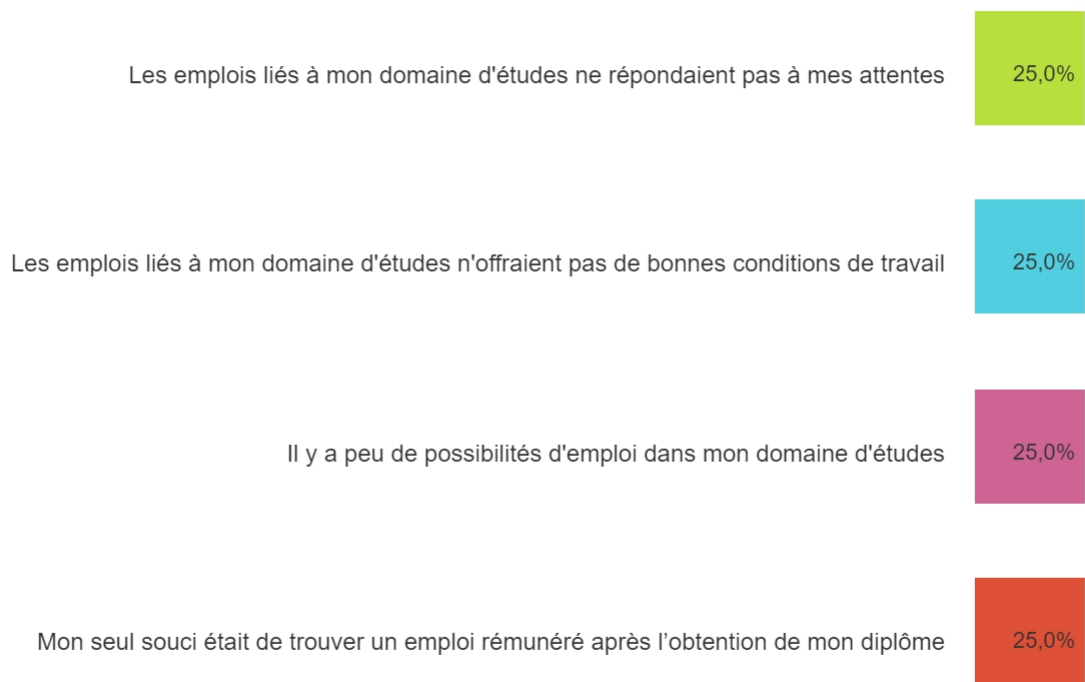 Les emplois liés à mon domaine d'études ne répondaient pas à mes attentes 25,0%
Les emplois liés à mon domaine d'études n'offraient pas de bonnes conditions de travail 25,0%
Il y a peu de possibilités d'emploi dans mon domaine d'études 25,0%
Mon seul souci était de trouver un emploi rémunéré après l’obtention de mon diplôme 25,0%